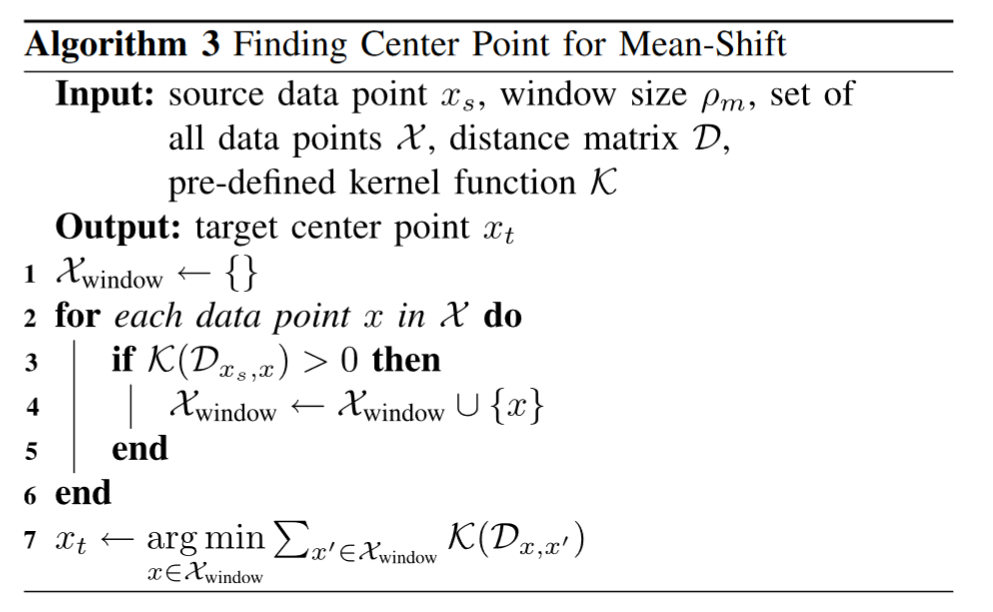 Algorithm 3 Finding Center Point for Mean-Shift
Input: source data point $x_s$, window size $\rho_m$, set of
all data points $\mathcal{X}$, distance matrix $\mathcal{D}$,
pre-defined kernel function $\mathcal{K}$
Output: target center point $x_t$
1 $\mathcal{X}_{\text{window}} \leftarrow \{\}$
2 for each data point $x$ in $\mathcal{X}$ do
3 if $\mathcal{K}(\mathcal{D}_{x_s,x}) > 0$ then
4 $\mathcal{X}_{\text{window}} \leftarrow \mathcal{X}_{\text{window}} \cup \{x\}$
5 end
6 end
7 $x_t \leftarrow \underset{x \in \mathcal{X}_{\text{window}}}{\arg\min} \sum_{x' \in \mathcal{X}_{\text{window}}} \mathcal{K}(\mathcal{D}_{x,x'})$